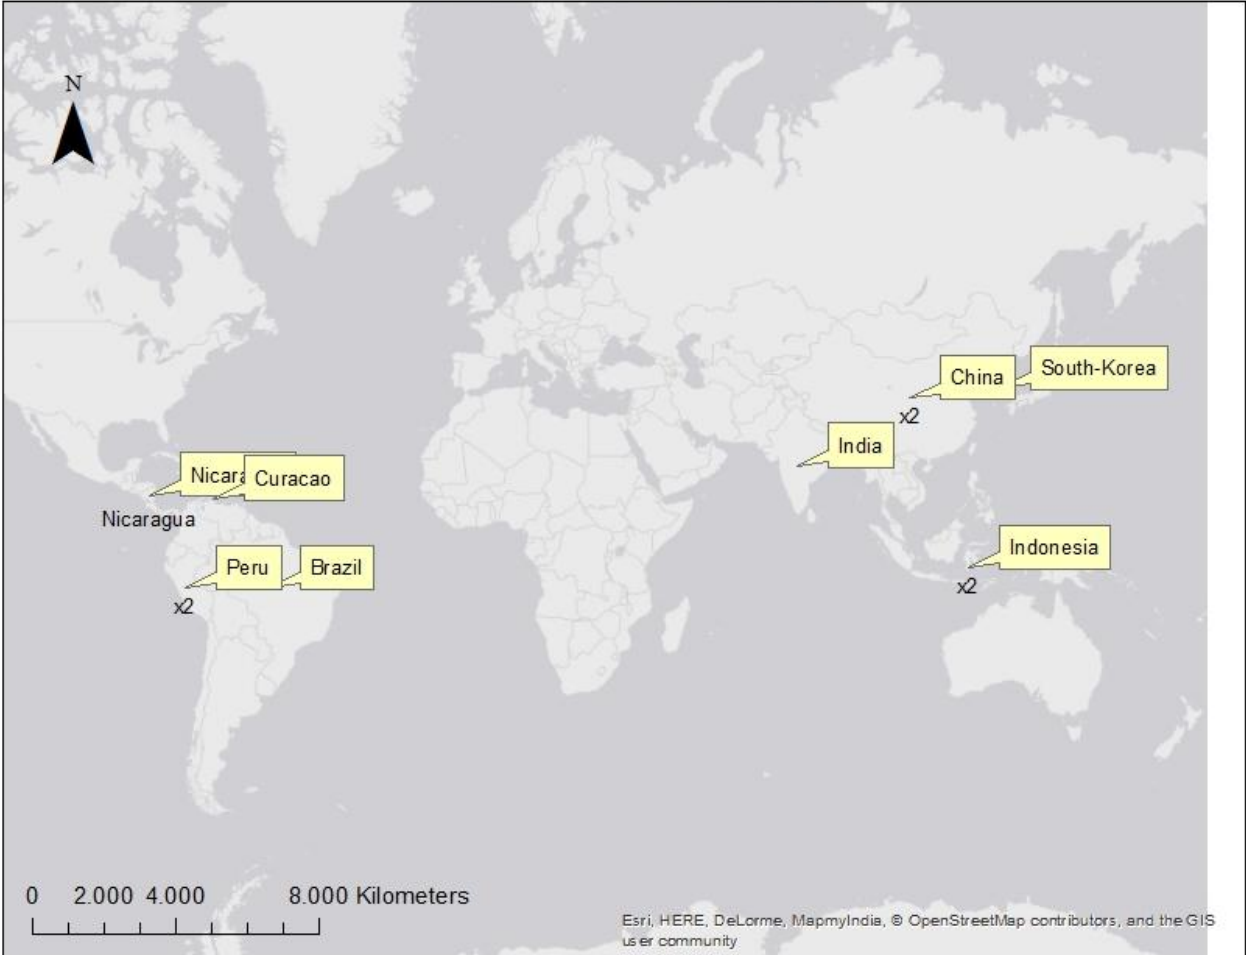 N
South-Korea
China
x2
India
Nicara
Curacao
Nicaragua
Indonesia
Peru
Brazil
x2
x2
0 2.000 4.000 8.000 Kilometers
Esri, HERE, DeLorme, MapmyIndia, © OpenStreetMap contributors, and the GIS
user community